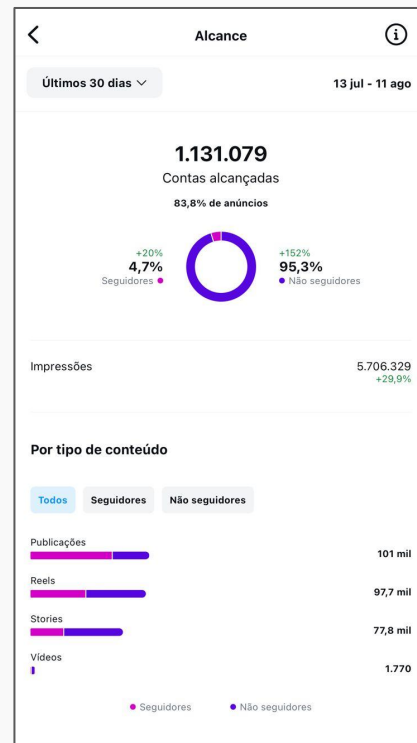 Alcance
Últimos 30 dias
13 jul - 11 ago
1.131.079
Contas alcançadas
83,8% de anúncios
+20%
4,7%
Seguidores
+152%
95,3%
Não seguidores
Impressões
5.706.329
+29,9%
Por tipo de conteúdo
Todos Seguidores Não seguidores
Publicações
101 mil
Reels
97,7 mil
Stories
77,8 mil
Vídeos
1.770
Seguidores Não seguidores